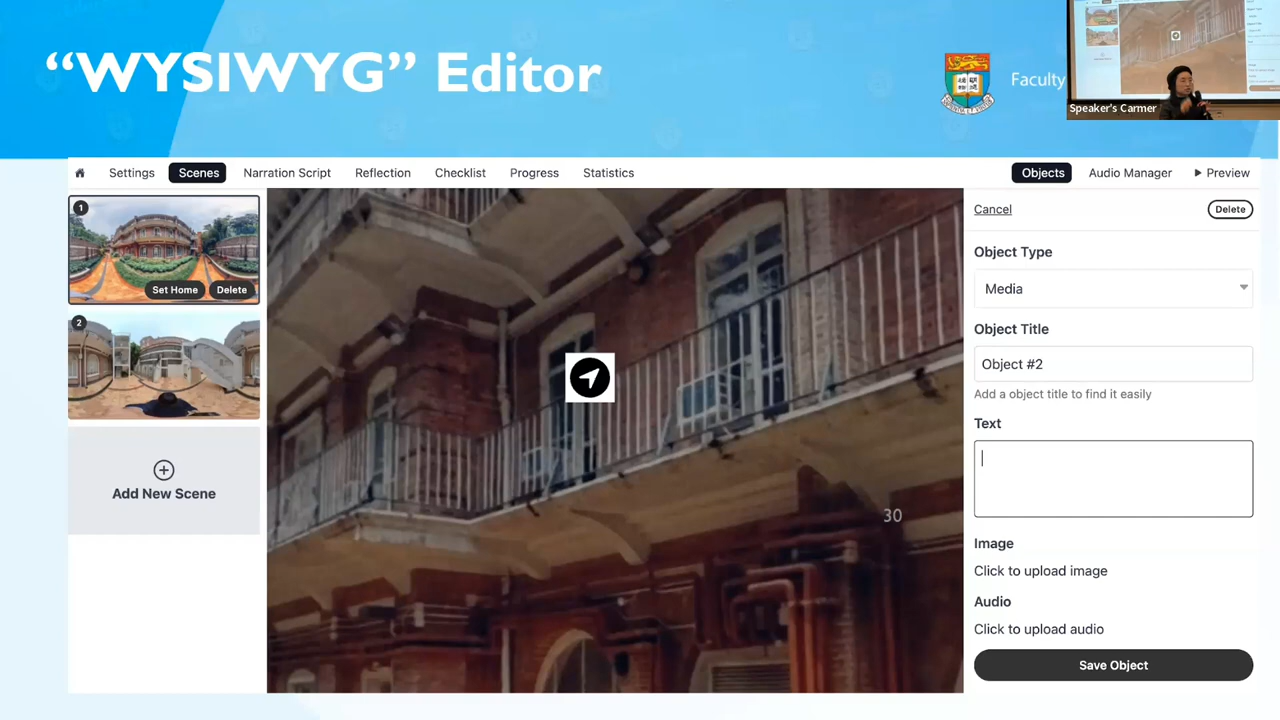 “WYSIWYG” Editor
Faculty
Speaker's Carmer
Settings
Scenes
Narration Script
Reflection
Checklist
Progress
Statistics
Objects
Audio Manager
Preview
1
Set Home
Delete
2
Add New Scene
30
Cancel
Delete
Object Type
Media
Object Title
Object #2
Add a object title to find it easily
Text
Image
Click to upload image
Audio
Click to upload audio
Save Object